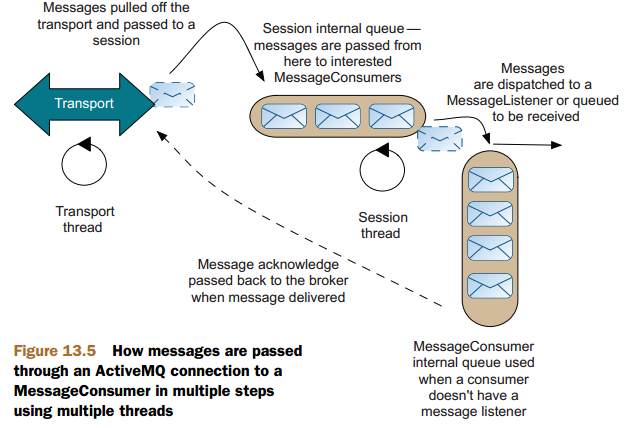 Messages pulled off the
transport and passed to a
session
Session internal queue—
messages are passed from
here to interested
MessageConsumers
Messages
are dispatched to a
MessageListener or queued
to be received
Transport
Transport
thread
Session
thread
Message acknowledge
passed back to the broker
when message delivered
MessageConsumer
internal queue used
when a consumer
doesn't have a
message listener
Figure 13.5 How messages are passed
through an ActiveMQ connection to a
MessageConsumer in multiple steps
using multiple threads